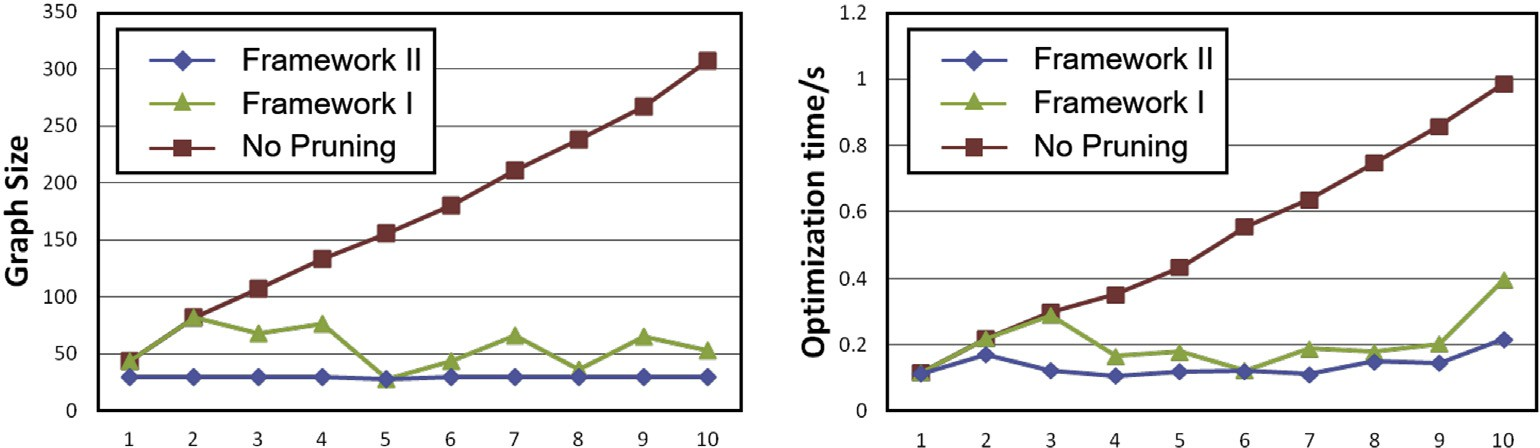 350
300
250
200
150
100
50
0
Graph Size
Framework II
Framework I
No Pruning
1 2 3 4 5 6 7 8 9 10
1.2
1
0.8
0.6
0.4
0.2
0
Optimization time/s
Framework II
Framework I
No Pruning
1 2 3 4 5 6 7 8 9 10